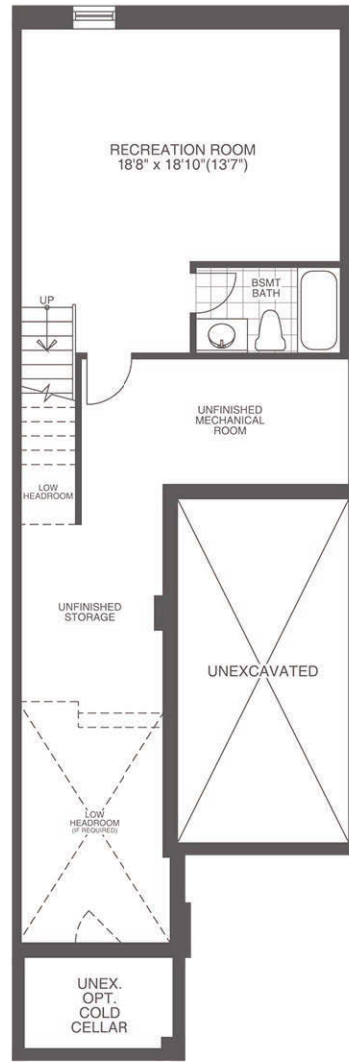 RECREATION ROOM
18'8" x 18'10"(13'7")
BSMT
BATH
UP
UNFINISHED
MECHANICAL
ROOM
LOW
HEADROOM
UNFINISHED
STORAGE
UNEXCAVATED
LOW
HEADROOM
(IF REQUIRED)
UNEX.
OPT.
COLD
CELLAR